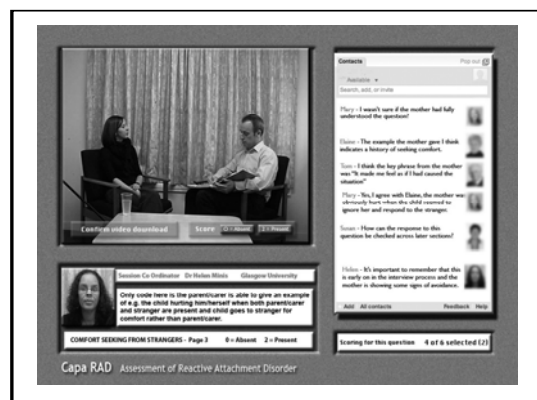 Confirm video download Score 0 = Absent 2 = Present
Session Co Ordinator Dr Helen Minis Glasgow University
Only code here is the parent/carer is able to give an example
of e.g. the child hurting him/herself when both parent/carer
and stranger are present and child goes to stranger for
comfort rather than parent/carer.
COMFORT SEEKING FROM STRANGERS - Page 3 0 = Absent 2 = Present
Contacts Pop out
Available
Search, add, or invite
Mary - I wasn't sure if the mother had fully
understood the question?
Elaine - The example the mother gave I think
indicates a history of seeking comfort.
Tom - I think the key phrase from the mother
was "It made me feel as if I had caused the
situation"
Mary - Yes, I agree with Elaine, the mother was
obviously hurt when the child seemed to
ignore her and respond to the stranger.
Susan - How can the response to this
question be checked across later sections?
Helen - It's important to remember that this
is early on in the interview process and the
mother is showing some signs of avoidance.
Add All contacts Feedback Help
Scoring for this question 4 of 6 selected (2)
Capa RAD Assessment of Reactive Attachment Disorder